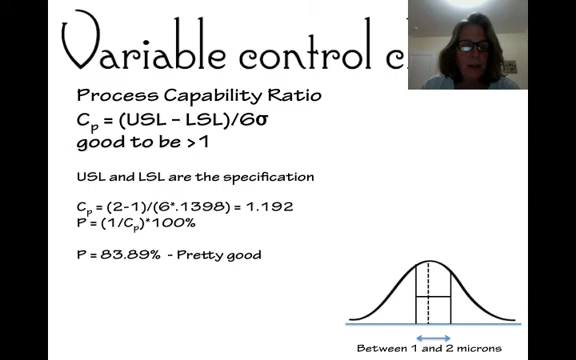 Variable control c
Process Capability Ratio
Cp = (USL – LSL)/6σ
good to be >1
USL and LSL are the specification
Cp = (2-1)/(6*.1398) = 1.192
P = (1/Cp)*100%
P = 83.89% - Pretty good
Between 1 and 2 microns